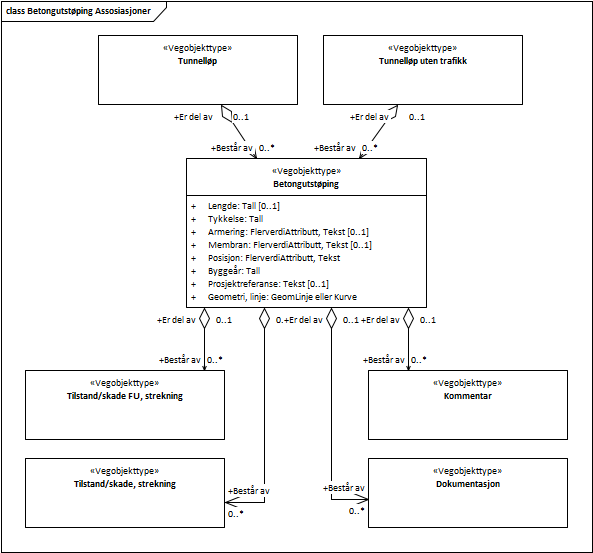 class Betongutstøping Assosiasjoner
«Vegobjekttype»
Tunnelløp
«Vegobjekttype»
Tunnelløp uten trafikk
+Er del av 0..1
+Er del av 0..1
+Består av 0..*
+Består av 0..*
«Vegobjekttype»
Betongutstøping
+ Lengde: Tall [0..1]
+ Tykkelse: Tall
+ Armering: FlerverdiAttributt, Tekst [0..1]
+ Membran: FlerverdiAttributt, Tekst [0..1]
+ Posisjon: FlerverdiAttributt, Tekst
+ Byggeår: Tall
+ Prosjektreferanse: Tekst [0..1]
+ Geometri, linje: GeomLinje eller Kurve
+Er del av 0..1 0..+Er del av 0..1 +Er del av 0..1
+Består av 0..*
+Består av 0..*
«Vegobjekttype»
Tilstand/skade FU, strekning
«Vegobjekttype»
Kommentar
«Vegobjekttype»
Tilstand/skade, strekning
+Består av
0..*
+Består av
0..*
«Vegobjekttype»
Dokumentasjon